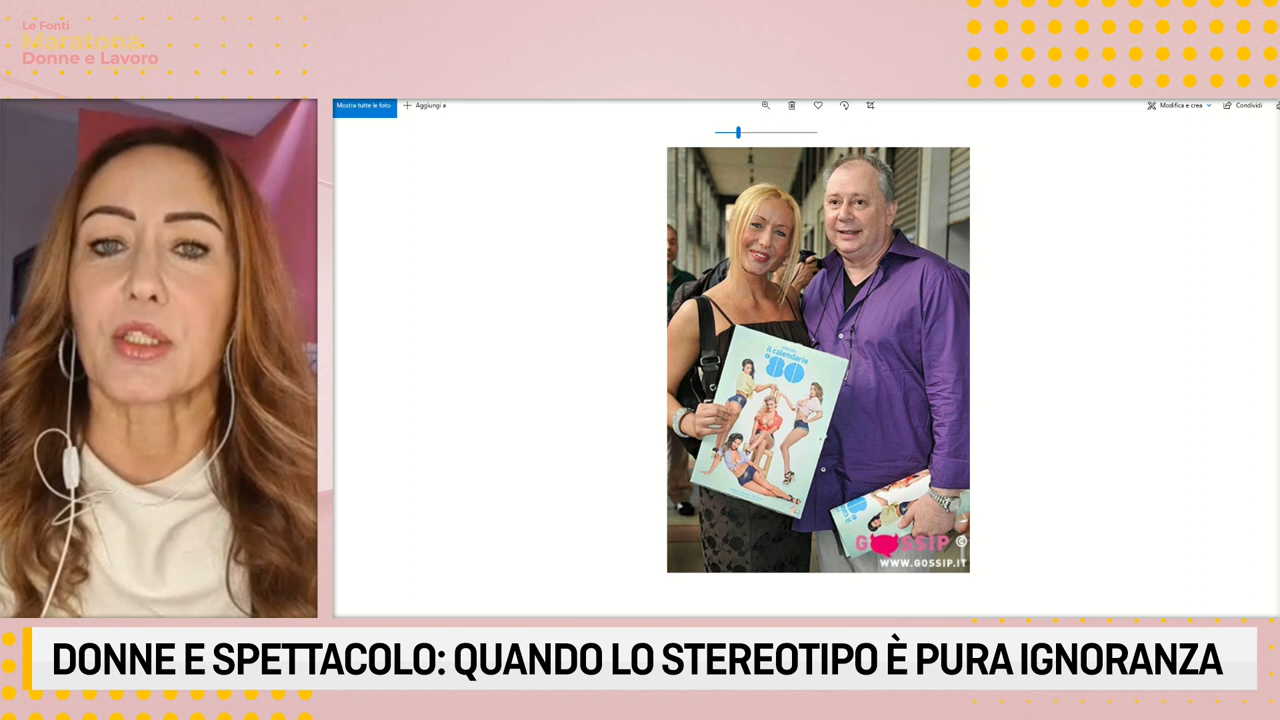 Le Fonti
Maratona
Donne e Lavoro
Mostra tutte le foto
Aggiungi a
Modifica e crea
Condividi
il calendario
'80
GOSSIP ©
WWW.GOSSIP.IT
DONNE E SPETTACOLO: QUANDO LO STEREOTIPO È PURA IGNORANZA